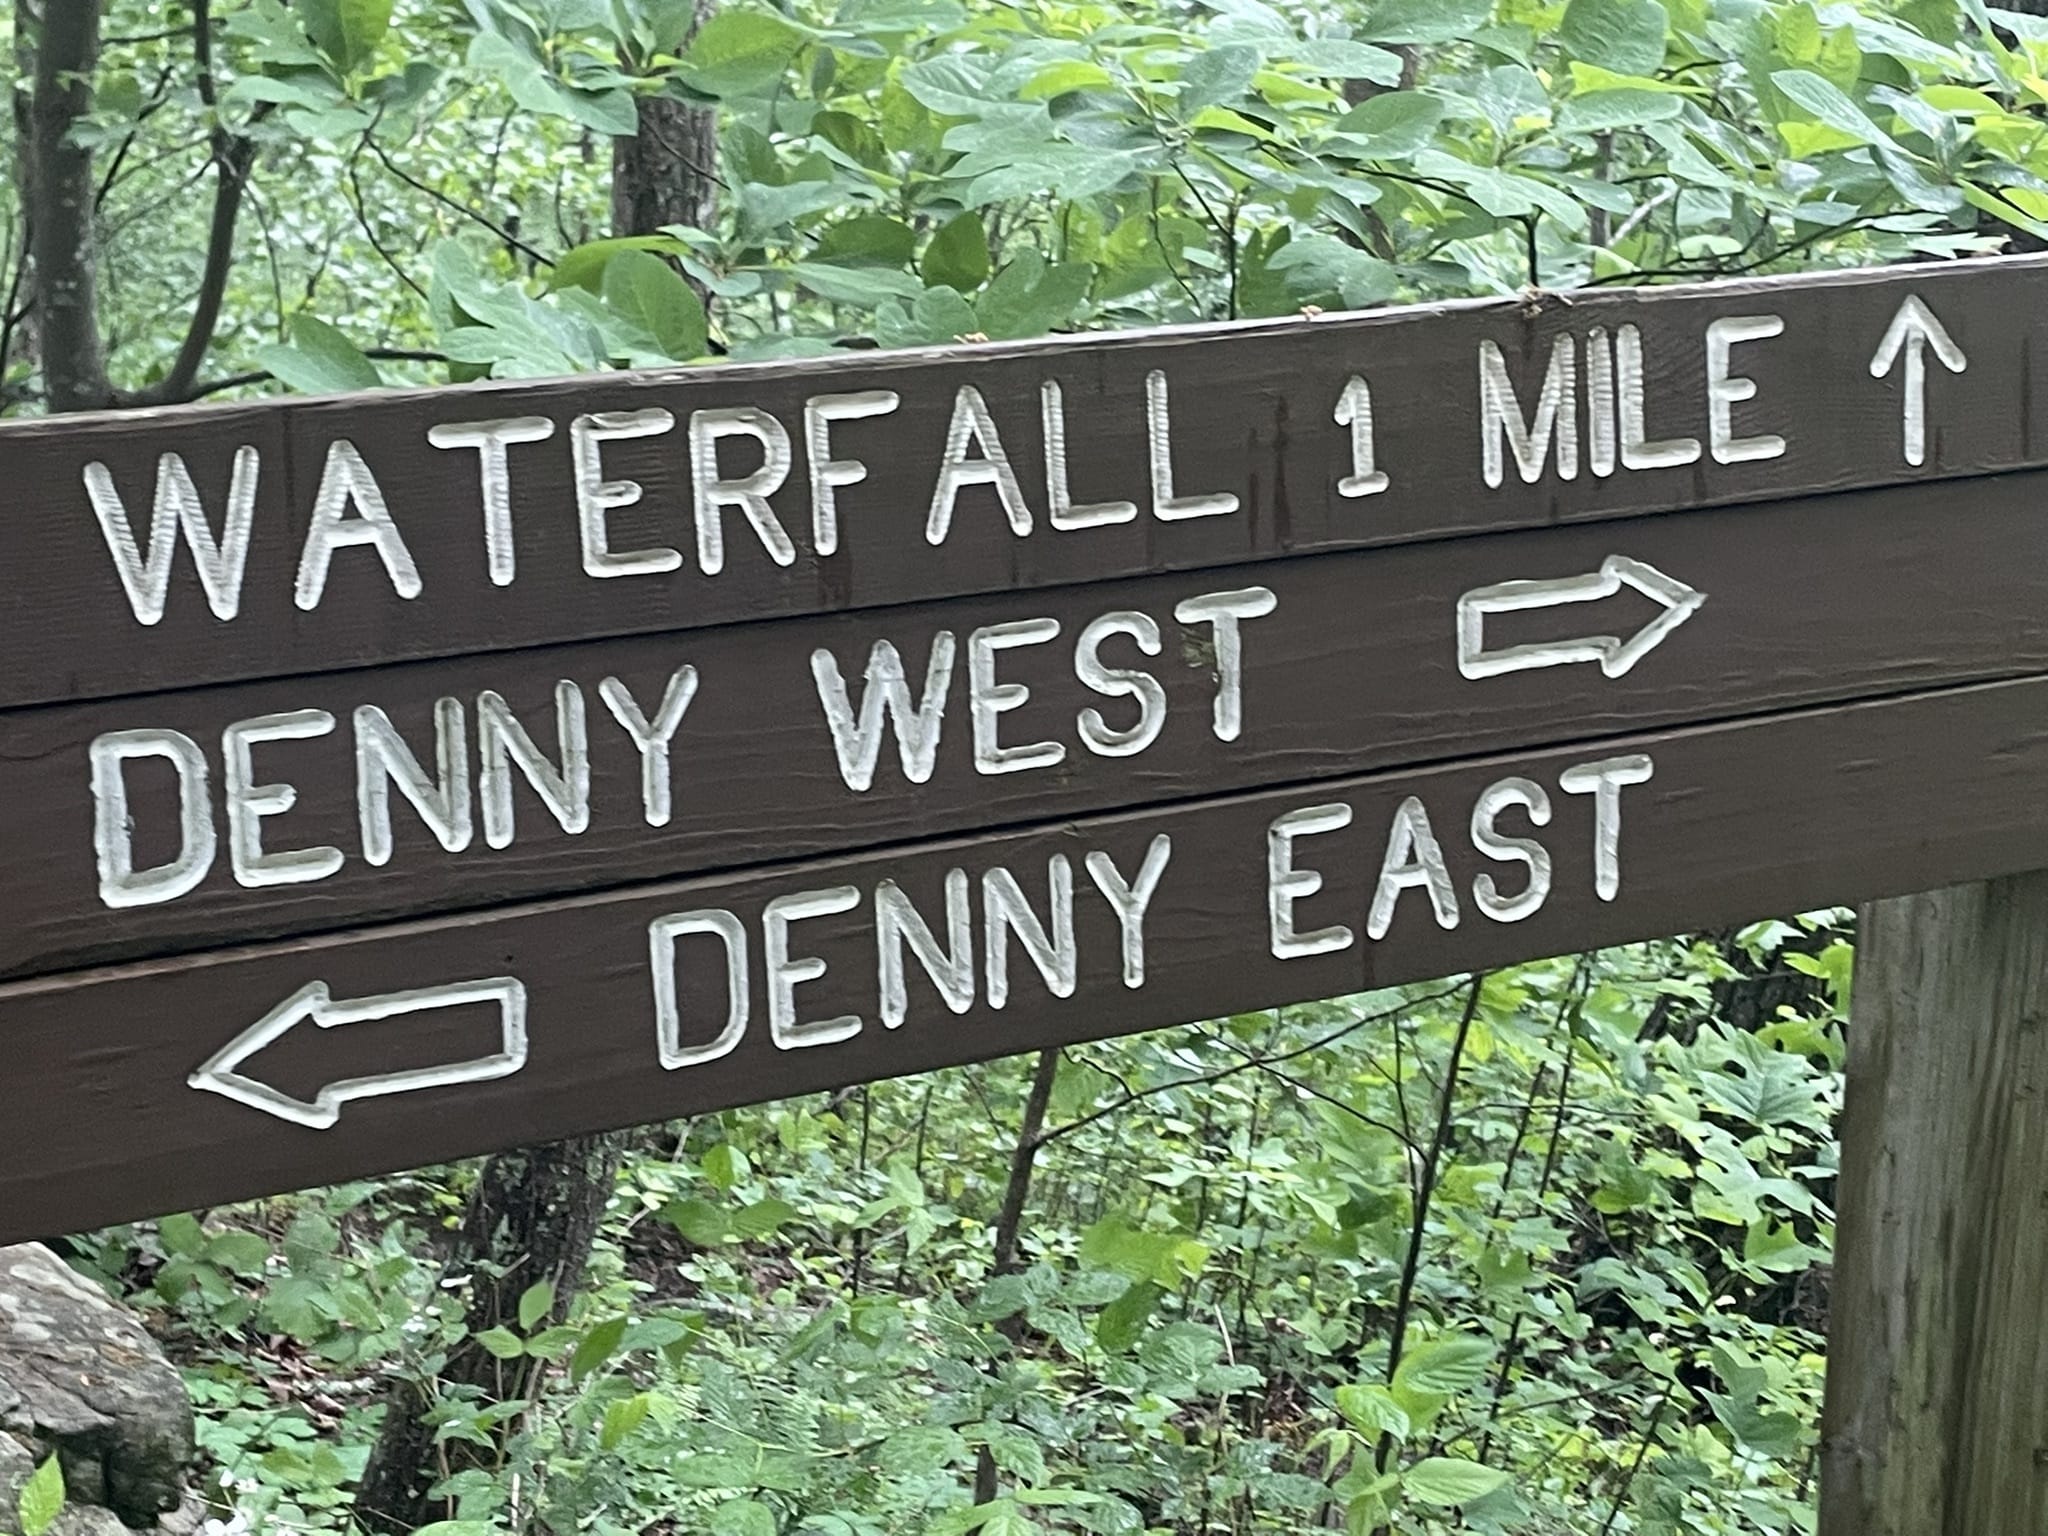 WATERFALL 1 MILE ↑
DENNY WEST ⇨
⇦ DENNY EAST